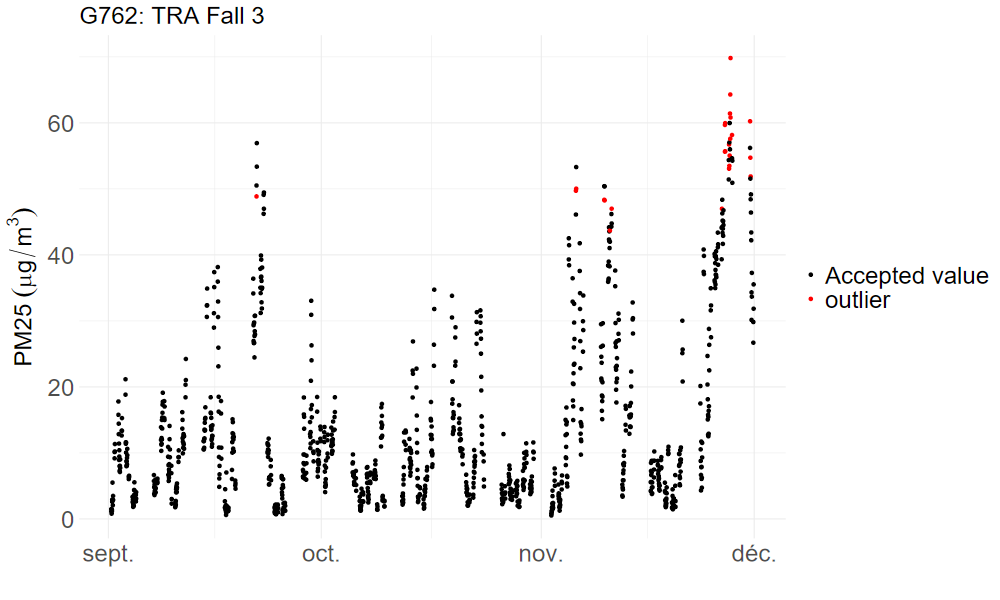 G762: TRA Fall 3
PM25 (µg/m³)
60
40
20
0
sept.
oct.
nov.
déc.
Accepted value
outlier